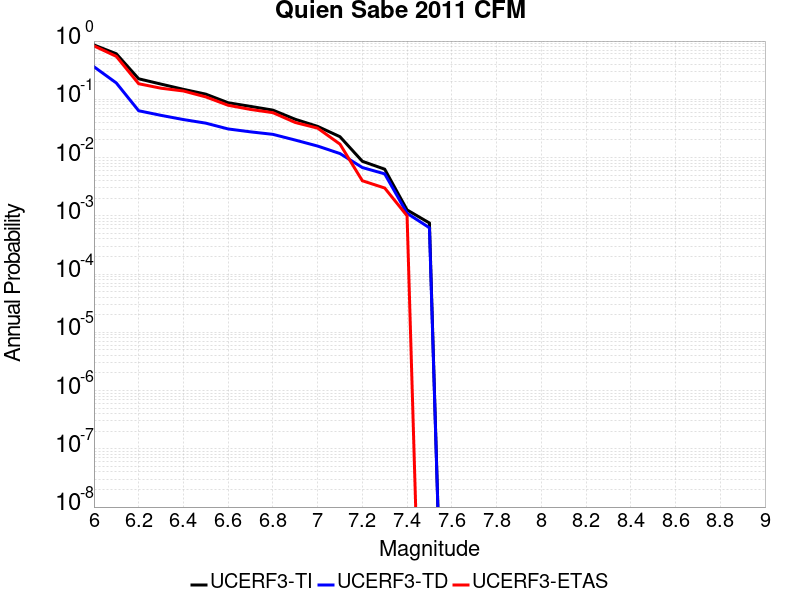 Quien Sabe 2011 CFM
Annual Probability
10^0
10^-1
10^-2
10^-3
10^-4
10^-5
10^-6
10^-7
10^-8
6 6.2 6.4 6.6 6.8 7 7.2 7.4 7.6 7.8 8 8.2 8.4 8.6 8.8 9
Magnitude
UCERF3-TI UCERF3-TD UCERF3-ETAS